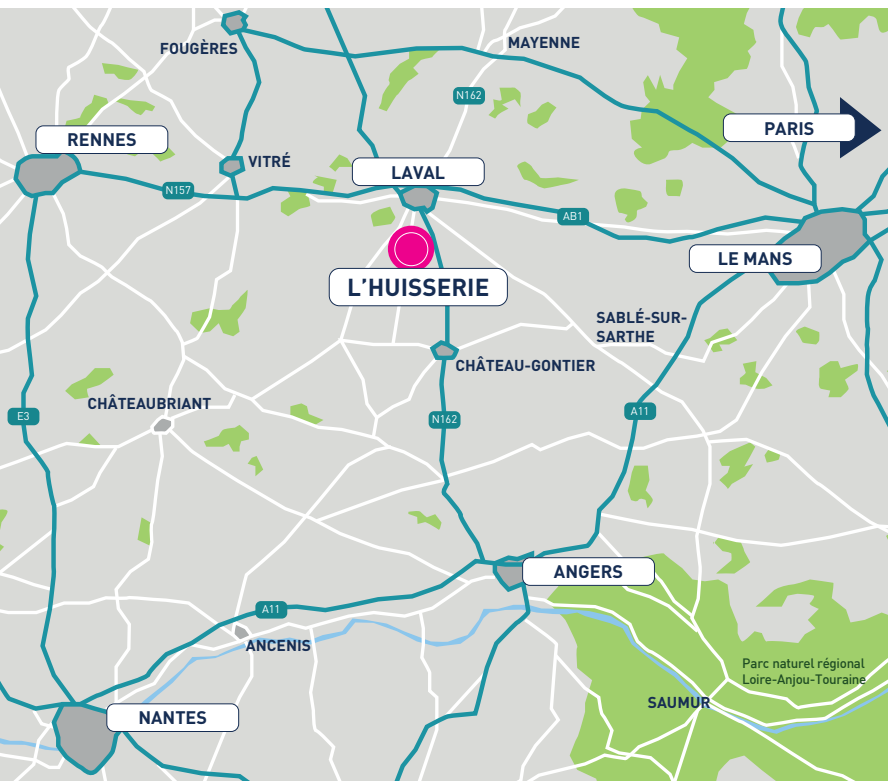 FOUGÈRES
MAYENNE
N162
PARIS
RENNES
VITRÉ
LAVAL
N157
AB1
LE MANS
L'HUISSERIE
SABLÉ-SUR-
SARTHE
CHÂTEAU-GONTIER
CHÂTEAUBRIANT
E3
N162
A11
ANGERS
A11
ANCENIS
Parc naturel régional
Loire-Anjou-Touraine
SAUMUR
NANTES